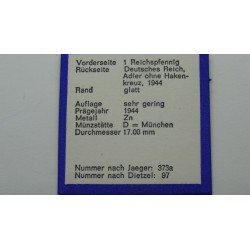 Vorderseite 1 Reichspfennig
Rückseite Deutsches Reich,
Adler ohne Haken-
kreuz, 1944
Rand glatt
Auflage sehr gering
Prägejahr 1944
Metall Zn
Münzstätte D = München
Durchmesser 17.00 mm
Nummer nach Jaeger: 373a
Nummer nach Dietzel: 97